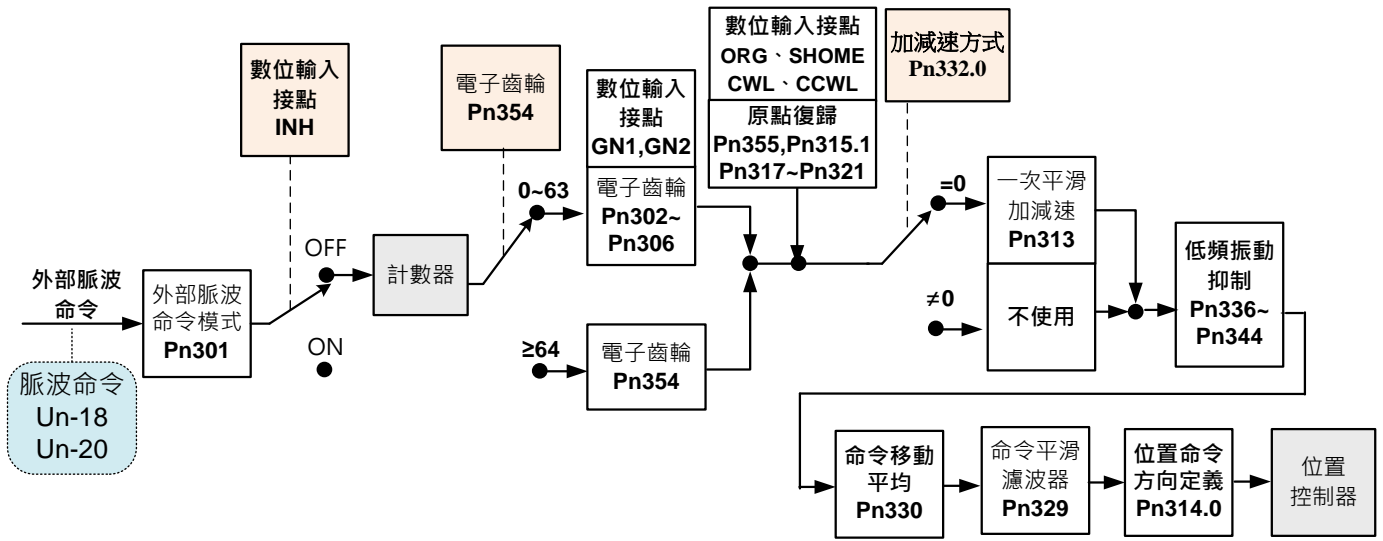 外部脈波
命令
脈波命令
Un-18
Un-20
外部脈波
命令模式
Pn301
數位輸入
接點
INH
OFF
ON
計數器
電子齒輪
Pn354
0~63
≥64
數位輸入
接點
GN1,GN2
電子齒輪
Pn302~
Pn306
電子齒輪
Pn354
數位輸入接點
ORG、SHOME
CWL、CCWL
原點復歸
Pn355,Pn315.1
Pn317~Pn321
加減速方式
Pn332.0
=0
≠0
一次平滑
加減速
Pn313
不使用
低頻振動
抑制
Pn336~
Pn344
命令移動
平均
Pn330
命令平滑
濾波器
Pn329
位置命令
方向定義
Pn314.0
位置
控制器